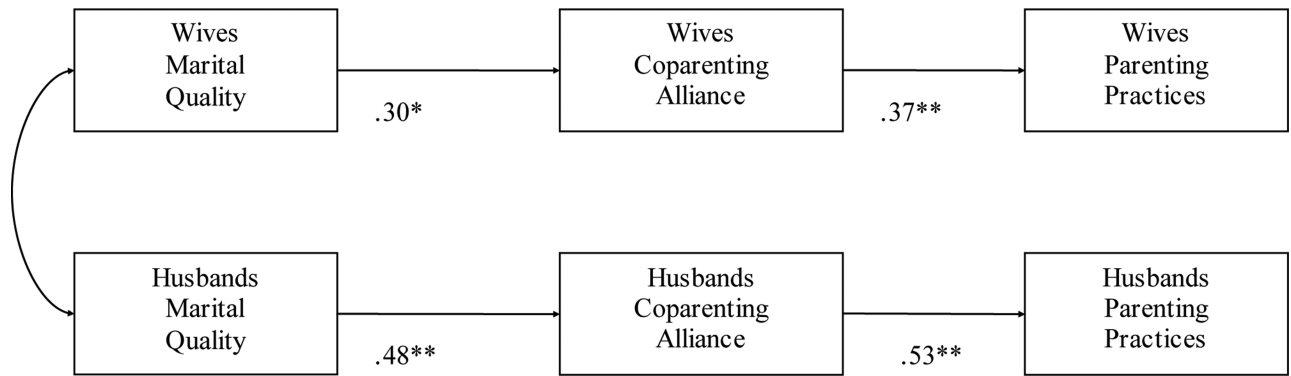 Wives
Marital
Quality
.30*
Wives
Coparenting
Alliance
.37**
Wives
Parenting
Practices
Husbands
Marital
Quality
.48**
Husbands
Coparenting
Alliance
.53**
Husbands
Parenting
Practices